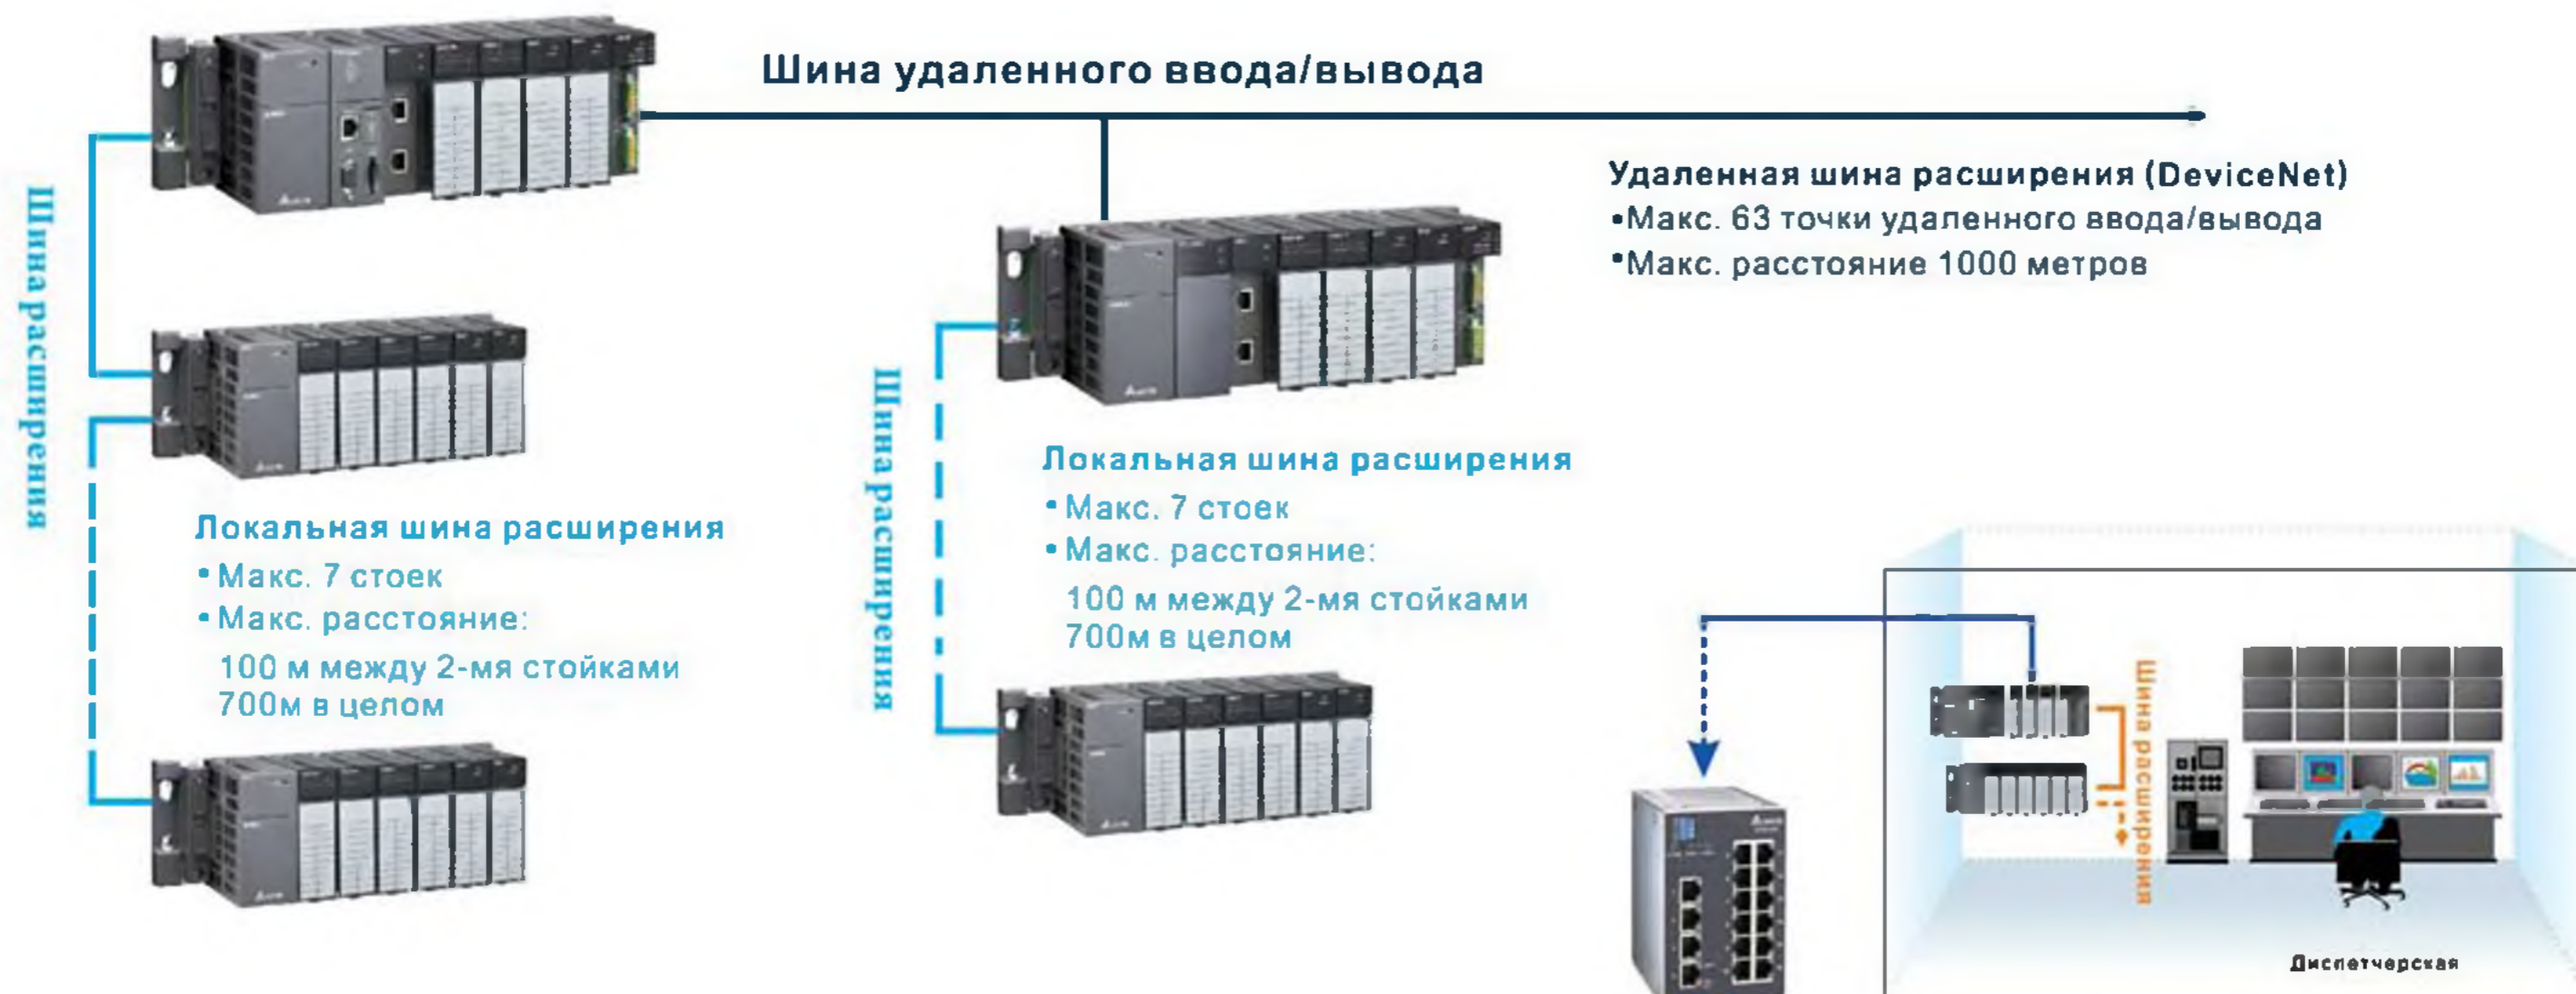 Шина удаленного ввода/вывода
Удаленная шина расширения (DeviceNet)
•Макс. 63 точки удаленного ввода/вывода
•Макс. расстояние 1000 метров
Шина расширения
Локальная шина расширения
• Макс. 7 стоек
• Макс. расстояние:
100 м между 2-мя стойками
700м в целом
Шина расширения
Локальная шина расширения
• Макс. 7 стоек
• Макс. расстояние:
100 м между 2-мя стойками
700м в целом
Шина расширения
Диспетчерская